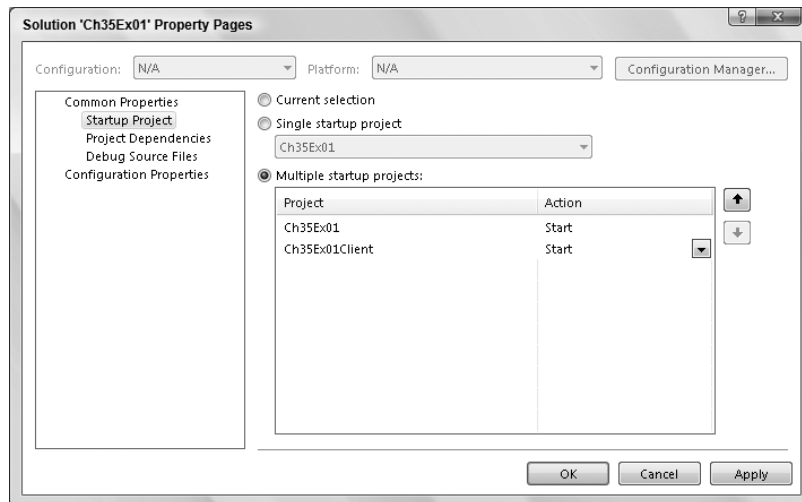 Solution 'Ch35Ex01' Property Pages
Configuration: N/A Platform: N/A Configuration Manager...
Common Properties
Startup Project
Project Dependencies
Debug Source Files
Configuration Properties
Current selection
Single startup project
Ch35Ex01
Multiple startup projects:
Project Action
Ch35Ex01 Start
Ch35Ex01Client Start
OK Cancel Apply